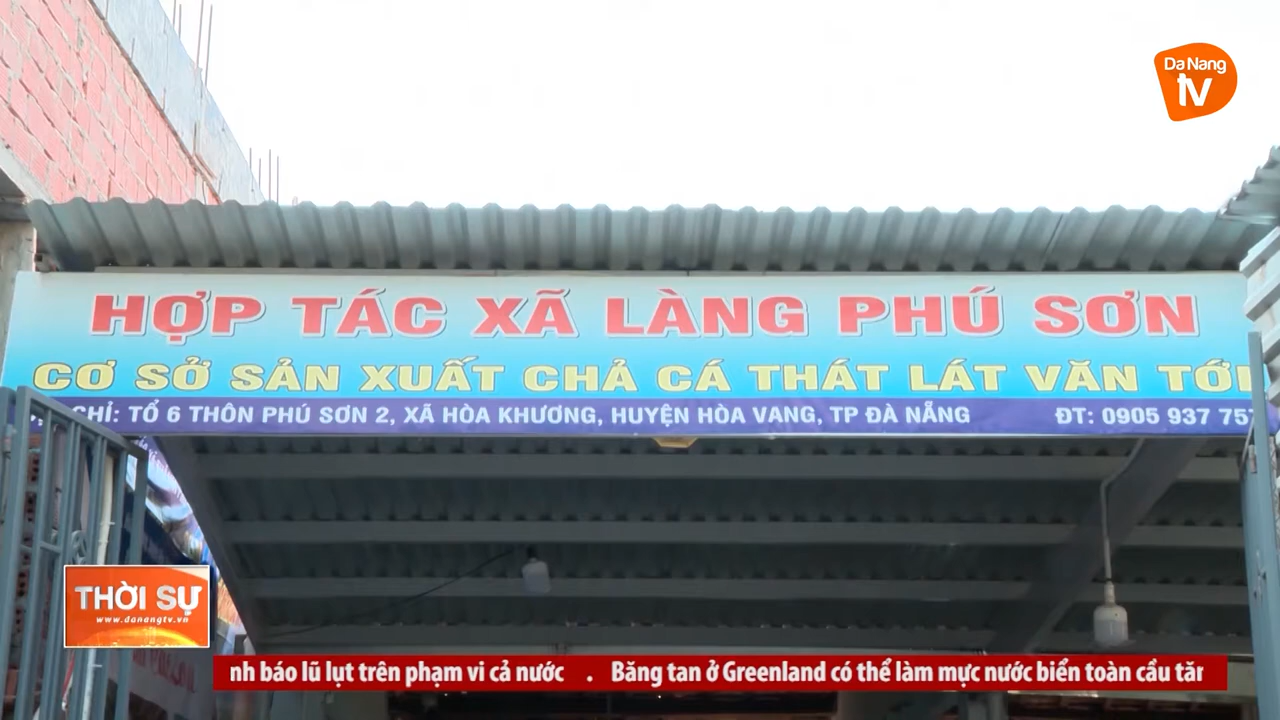 Da Nang
tv
HỢP TÁC XÃ LÀNG PHÚ SƠN
CƠ SỞ SẢN XUẤT CHẢ CÁ THÁT LÁT VĂN TỚI
CHỈ: TỔ 6 THÔN PHÚ SƠN 2, XÃ HÒA KHƯƠNG, HUYỆN HÒA VANG, TP ĐÀ NẴNG ĐT: 0905 937 757
THỜI SỰ
www.danangtv.vn
nh báo lũ lụt trên phạm vi cả nước . Băng tan ở Greenland có thể làm mực nước biển toàn cầu tăn